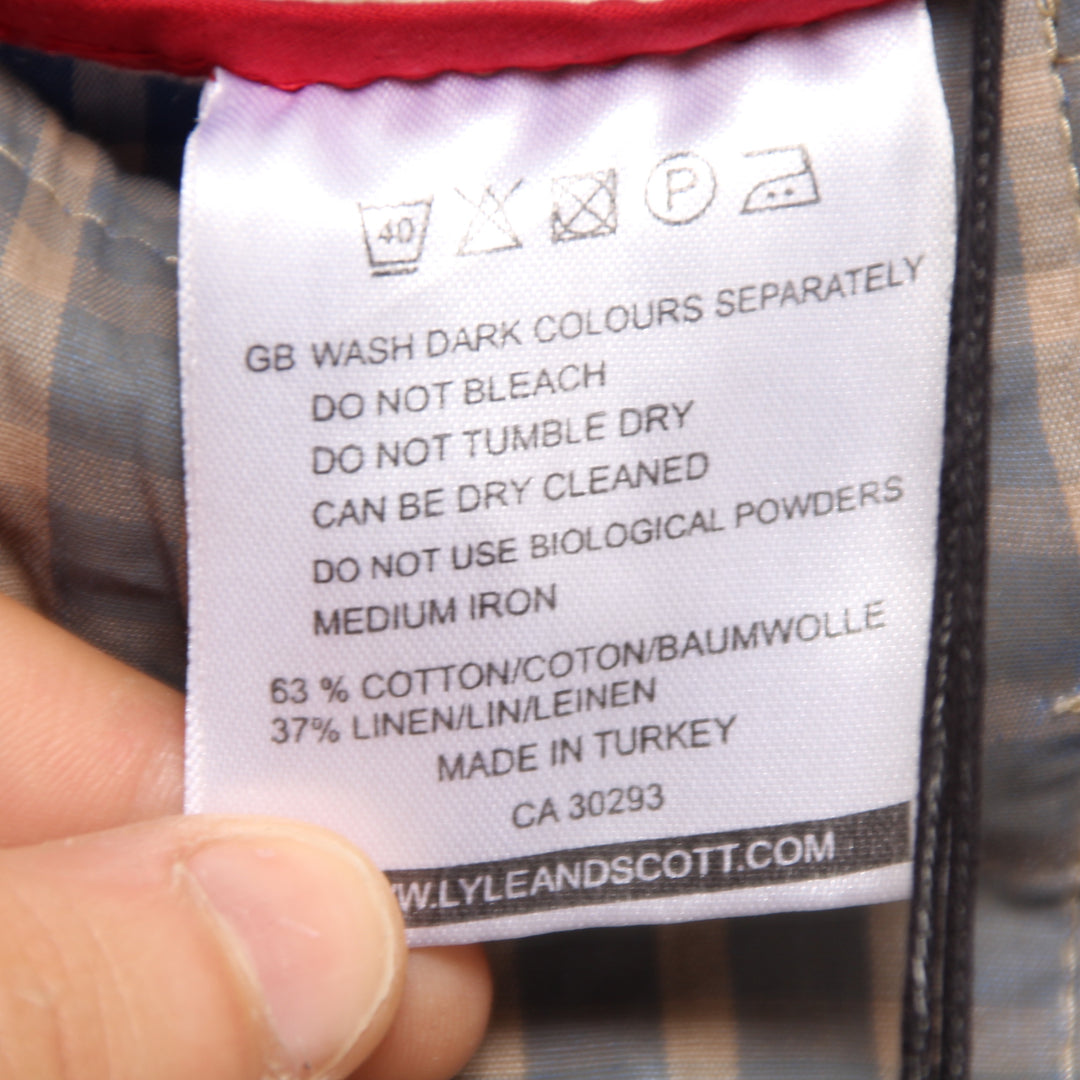 40 P
GB WASH DARK COLOURS SEPARATELY
DO NOT BLEACH
DO NOT TUMBLE DRY
CAN BE DRY CLEANED
DO NOT USE BIOLOGICAL POWDERS
MEDIUM IRON
63 % COTTON/COTON/BAUMWOLLE
37% LINEN/LIN/LEINEN
MADE IN TURKEY
CA 30293
W.LYLEANDSCOTT.COM